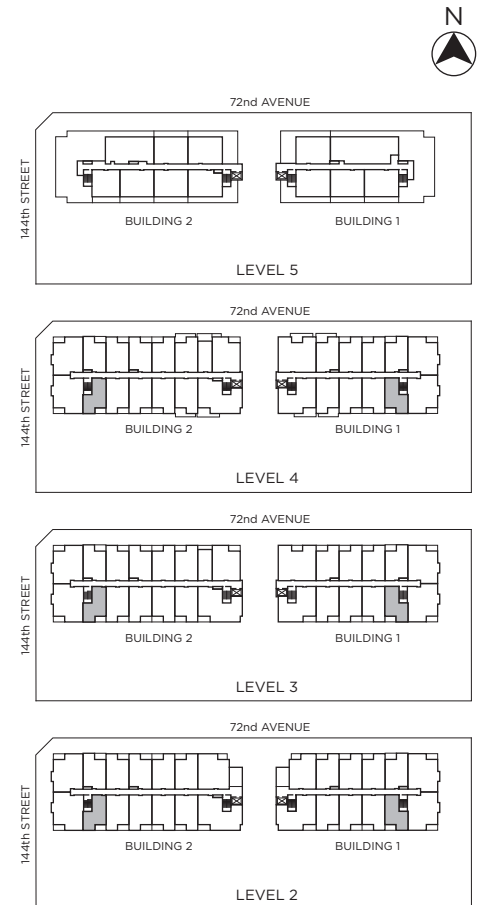 N
72nd AVENUE
144th STREET
BUILDING 2 BUILDING 1
LEVEL 5
72nd AVENUE
144th STREET
BUILDING 2 BUILDING 1
LEVEL 4
72nd AVENUE
144th STREET
BUILDING 2 BUILDING 1
LEVEL 3
72nd AVENUE
144th STREET
BUILDING 2 BUILDING 1
LEVEL 2